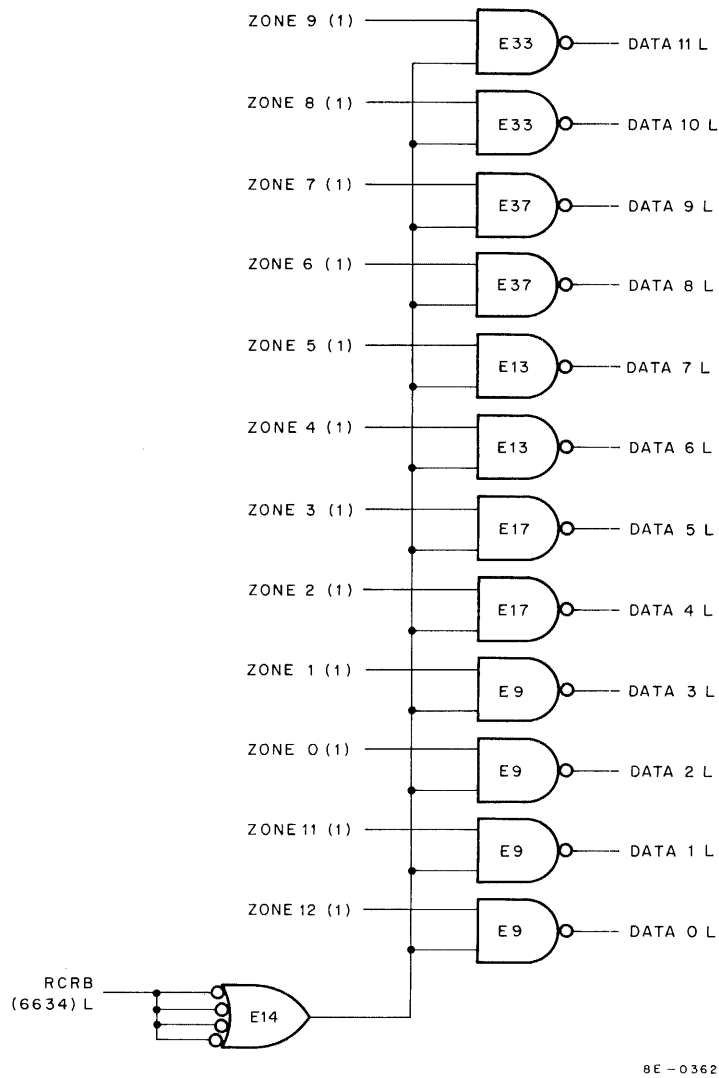 ZONE 9 (1) E33 DATA 11 L
ZONE 8 (1) E33 DATA 10 L
ZONE 7 (1) E37 DATA 9 L
ZONE 6 (1) E37 DATA 8 L
ZONE 5 (1) E13 DATA 7 L
ZONE 4 (1) E13 DATA 6 L
ZONE 3 (1) E17 DATA 5 L
ZONE 2 (1) E17 DATA 4 L
ZONE 1 (1) E9 DATA 3 L
ZONE 0 (1) E9 DATA 2 L
ZONE 11 (1) E9 DATA 1 L
ZONE 12 (1) E9 DATA 0 L
RCRB
(6634) L
E14
8E-0362